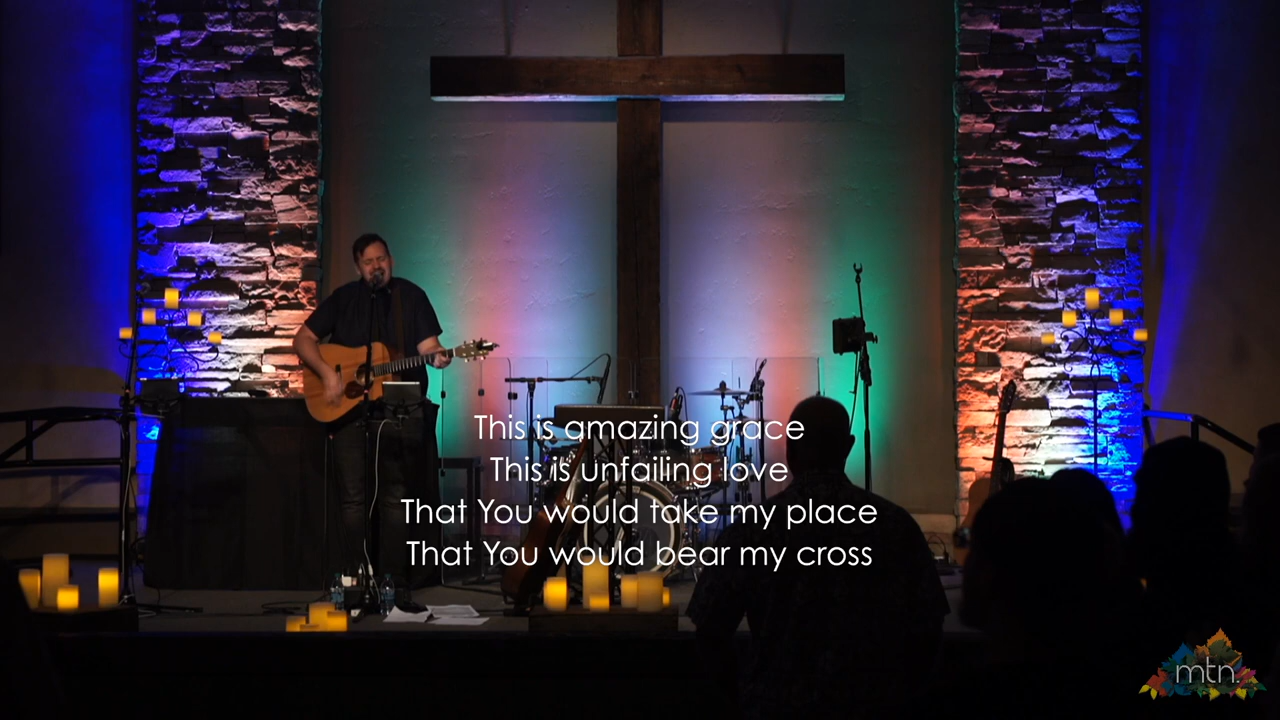 This is amazing grace
This is unfailing love
That You would take my place
That You would bear my cross
mtn.